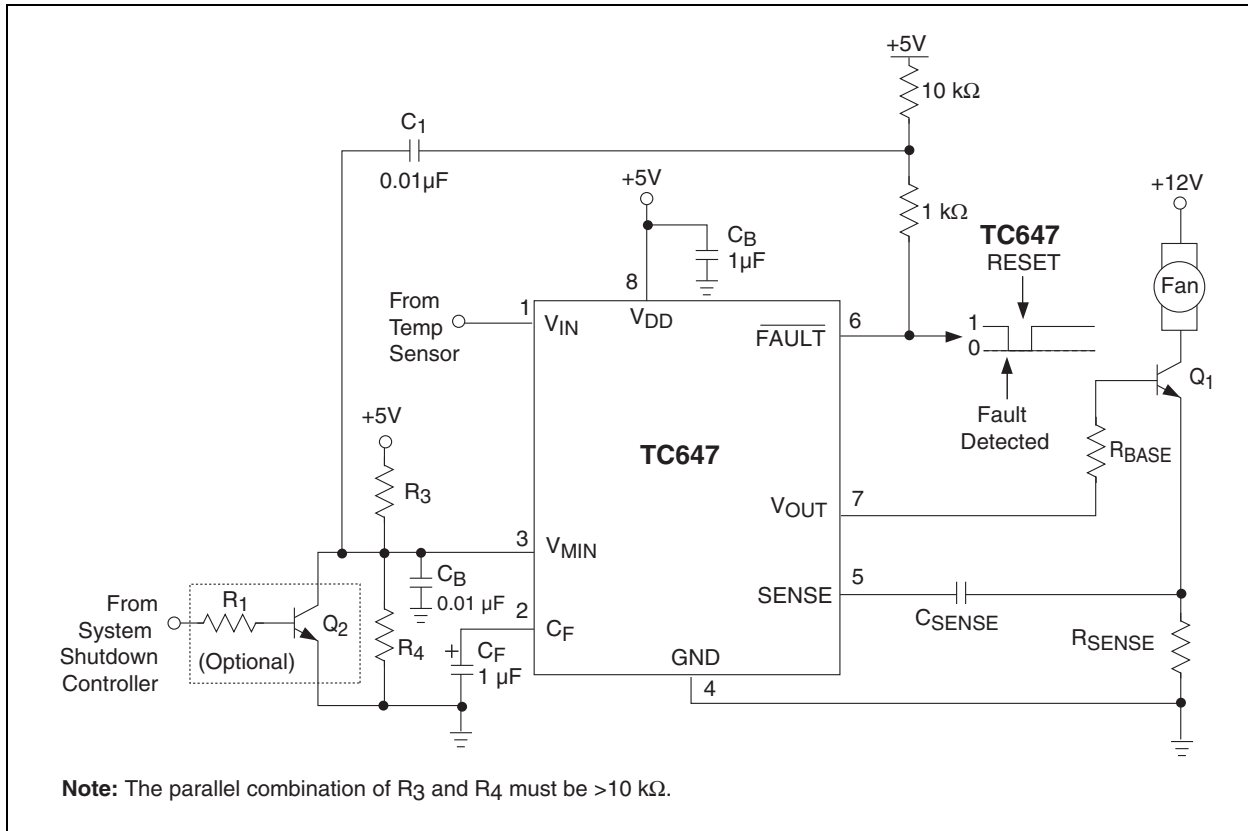 +5V
10 kΩ
C1
0.01µF
+5V
1 kΩ
+12V
CB
1µF
TC647
RESET
Fan
8
From
Temp
Sensor
1
VIN
VDD
FAULT
6
1
0
Q1
Fault
Detected
+5V
R3
TC647
RBASE
VOUT
7
3
VMIN
CB
0.01 µF
SENSE
5
CSENSE
From
System
Shutdown
Controller
R1
(Optional)
Q2
R4
2
CF
CF
+
1 µF
GND
4
RSENSE
Note: The parallel combination of R3 and R4 must be >10 kΩ.